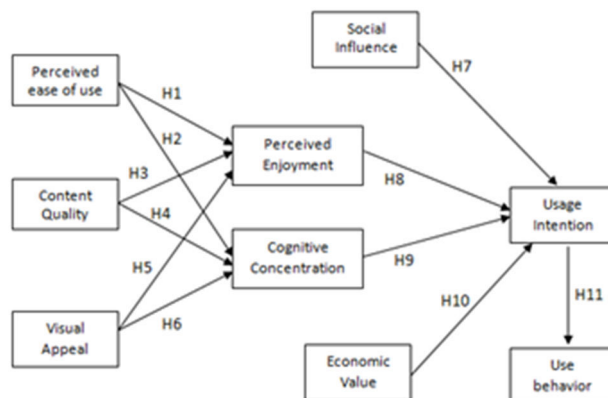 Social
Influence
H7
Perceived
ease of use
H1
H2
Perceived
Enjoyment
H3
H8
Content
Quality
H4
Usage
Intention
Cognitive
Concentration
H5
H9
H6
H10
H11
Visual
Appeal
Economic
Value
Use
behavior